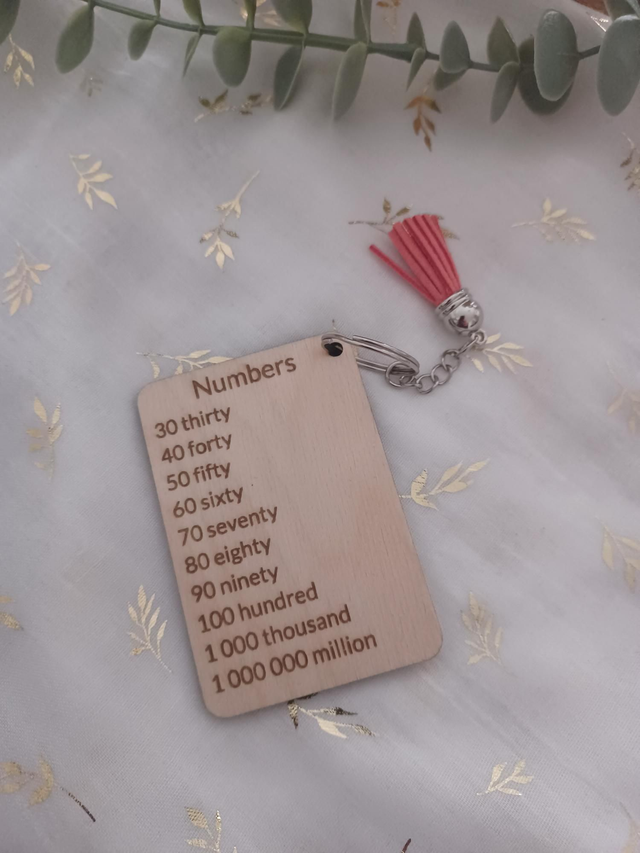 Numbers
30 thirty
40 forty
50 fifty
60 sixty
70 seventy
80 eighty
90 ninety
100 hundred
1 000 thousand
1 000 000 million